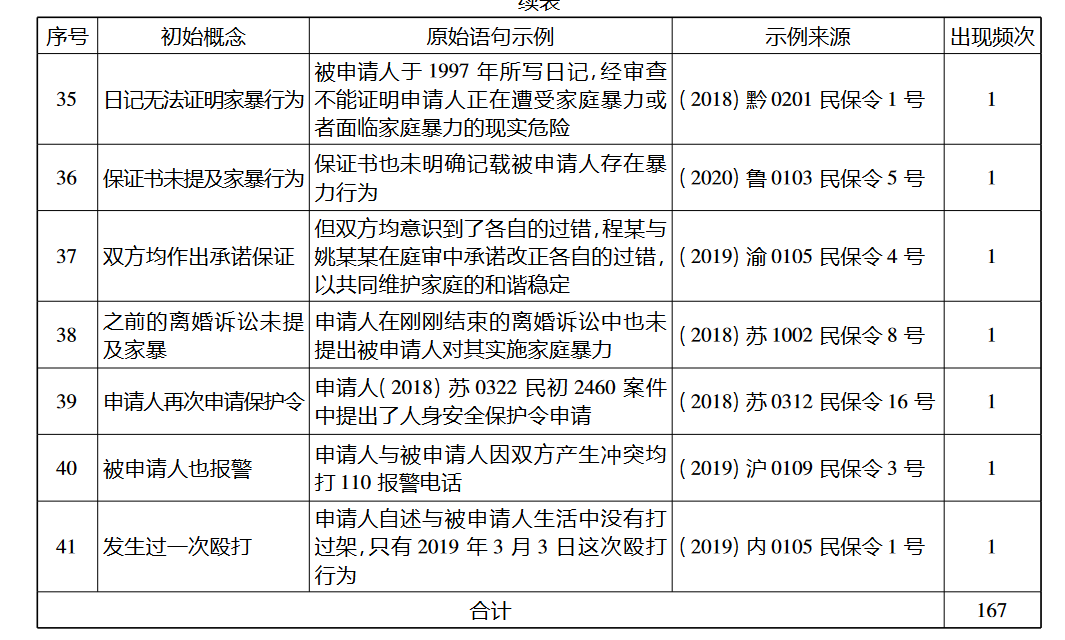 续表
序号 初始概念 原始语句示例 示例来源 出现频次
35 日记无法证明家暴行为 被申请人于 1997 年所写日记,经审查不能证明申请人正在遭受家庭暴力或者面临家庭暴力的现实危险 (2018) 黔 0201 民保令 1 号 1
36 保证书未提及家暴行为 保证书也未明确记载被申请人存在暴力行为 (2020) 鲁 0103 民保令 5 号 1
37 双方均作出承诺保证 但双方均意识到了各自的过错,程某与姚某某在庭审中承诺改正各自的过错,以共同维护家庭的和谐稳定 (2019) 渝 0105 民保令 4 号 1
38 之前的离婚诉讼未提及家暴 申请人在刚刚结束的离婚诉讼中也未提出被申请人对其实施家庭暴力 (2018) 苏 1002 民保令 8 号 1
39 申请人再次申请保护令 申请人(2018) 苏 0322 民初 2460 案件中提出了人身安全保护令申请 (2018) 苏 0312 民保令 16 号 1
40 被申请人也报警 申请人与被申请人因双方产生冲突均打 110 报警电话 (2019) 沪 0109 民保令 3 号 1
41 发生过一次殴打 申请人自述与被申请人生活中没有打过架,只有 2019 年 3 月 3 日这次殴打行为 (2019) 内 0105 民保令 1 号 1
合计 167